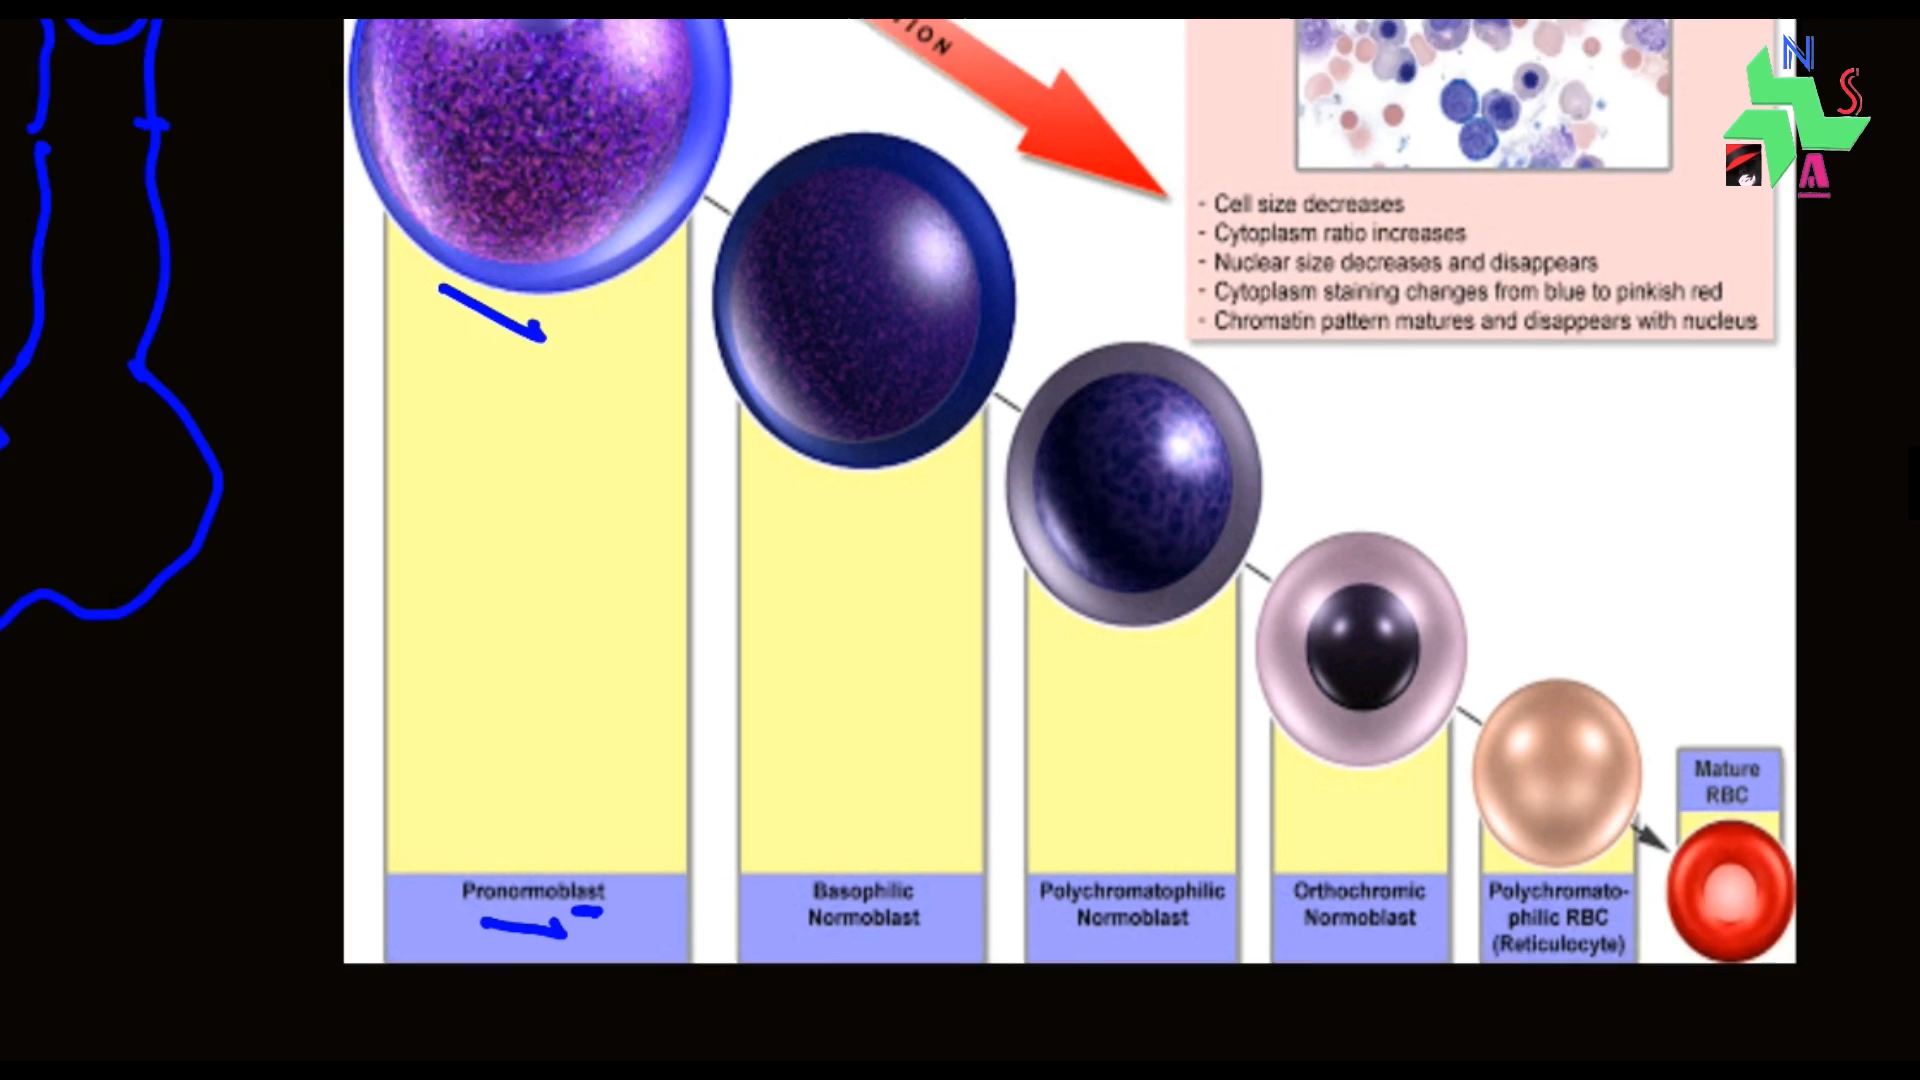 TION
N
S
A
- Cell size decreases
- Cytoplasm ratio increases
- Nuclear size decreases and disappears
- Cytoplasm staining changes from blue to pinkish red
- Chromatin pattern matures and disappears with nucleus
Mature
RBC
Pronormoblast
Basophilic
Normoblast
Polychromatophilic
Normoblast
Orthochromic
Normoblast
Polychromato-
philic RBC
(Reticulocyte)